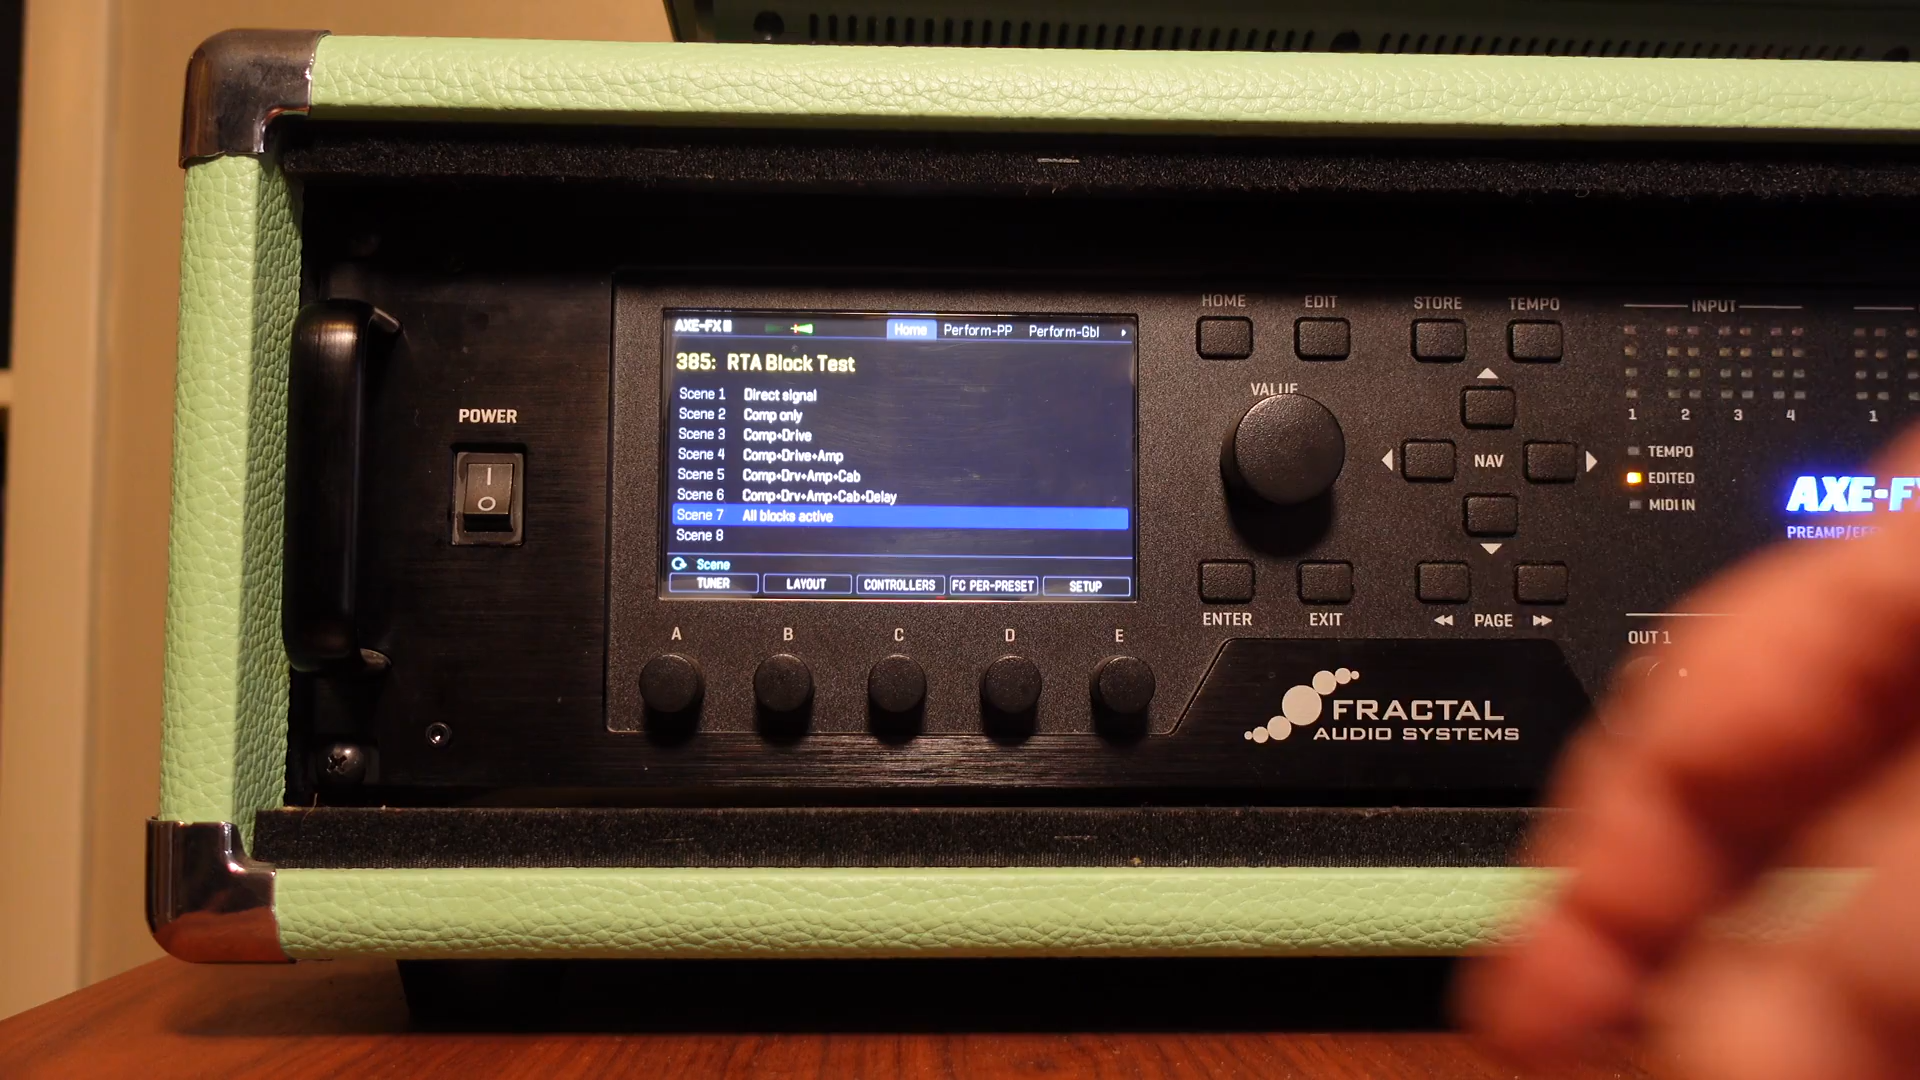 AXE-FX III
Home Perform-PP Perform-Gbl
385: RTA Block Test
Scene 1 Direct signal
Scene 2 Comp only
Scene 3 Comp+Drive
Scene 4 Comp+Drive+Amp
Scene 5 Comp+Drv+Amp+Cab
Scene 6 Comp+Drv+Amp+Cab+Delay
Scene 7 All blocks active
Scene 8
Scene
TUNER LAYOUT CONTROLLERS FC PER-PRESET SETUP
POWER
I
O
A B C D E
HOME EDIT STORE TEMPO
VALUE
NAV
ENTER EXIT PAGE
FRACTAL
AUDIO SYSTEMS
INPUT
1 2 3 4 1
TEMPO
EDITED
MIDI IN
AXE-F
PREAMP/
OUT 1